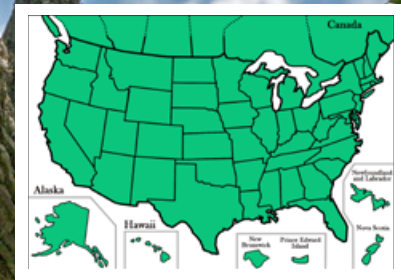 Canada
Newfoundland
and Labrador
Alaska
Hawaii
Nova Scotia
New
Brunswick
Prince Edward
Island